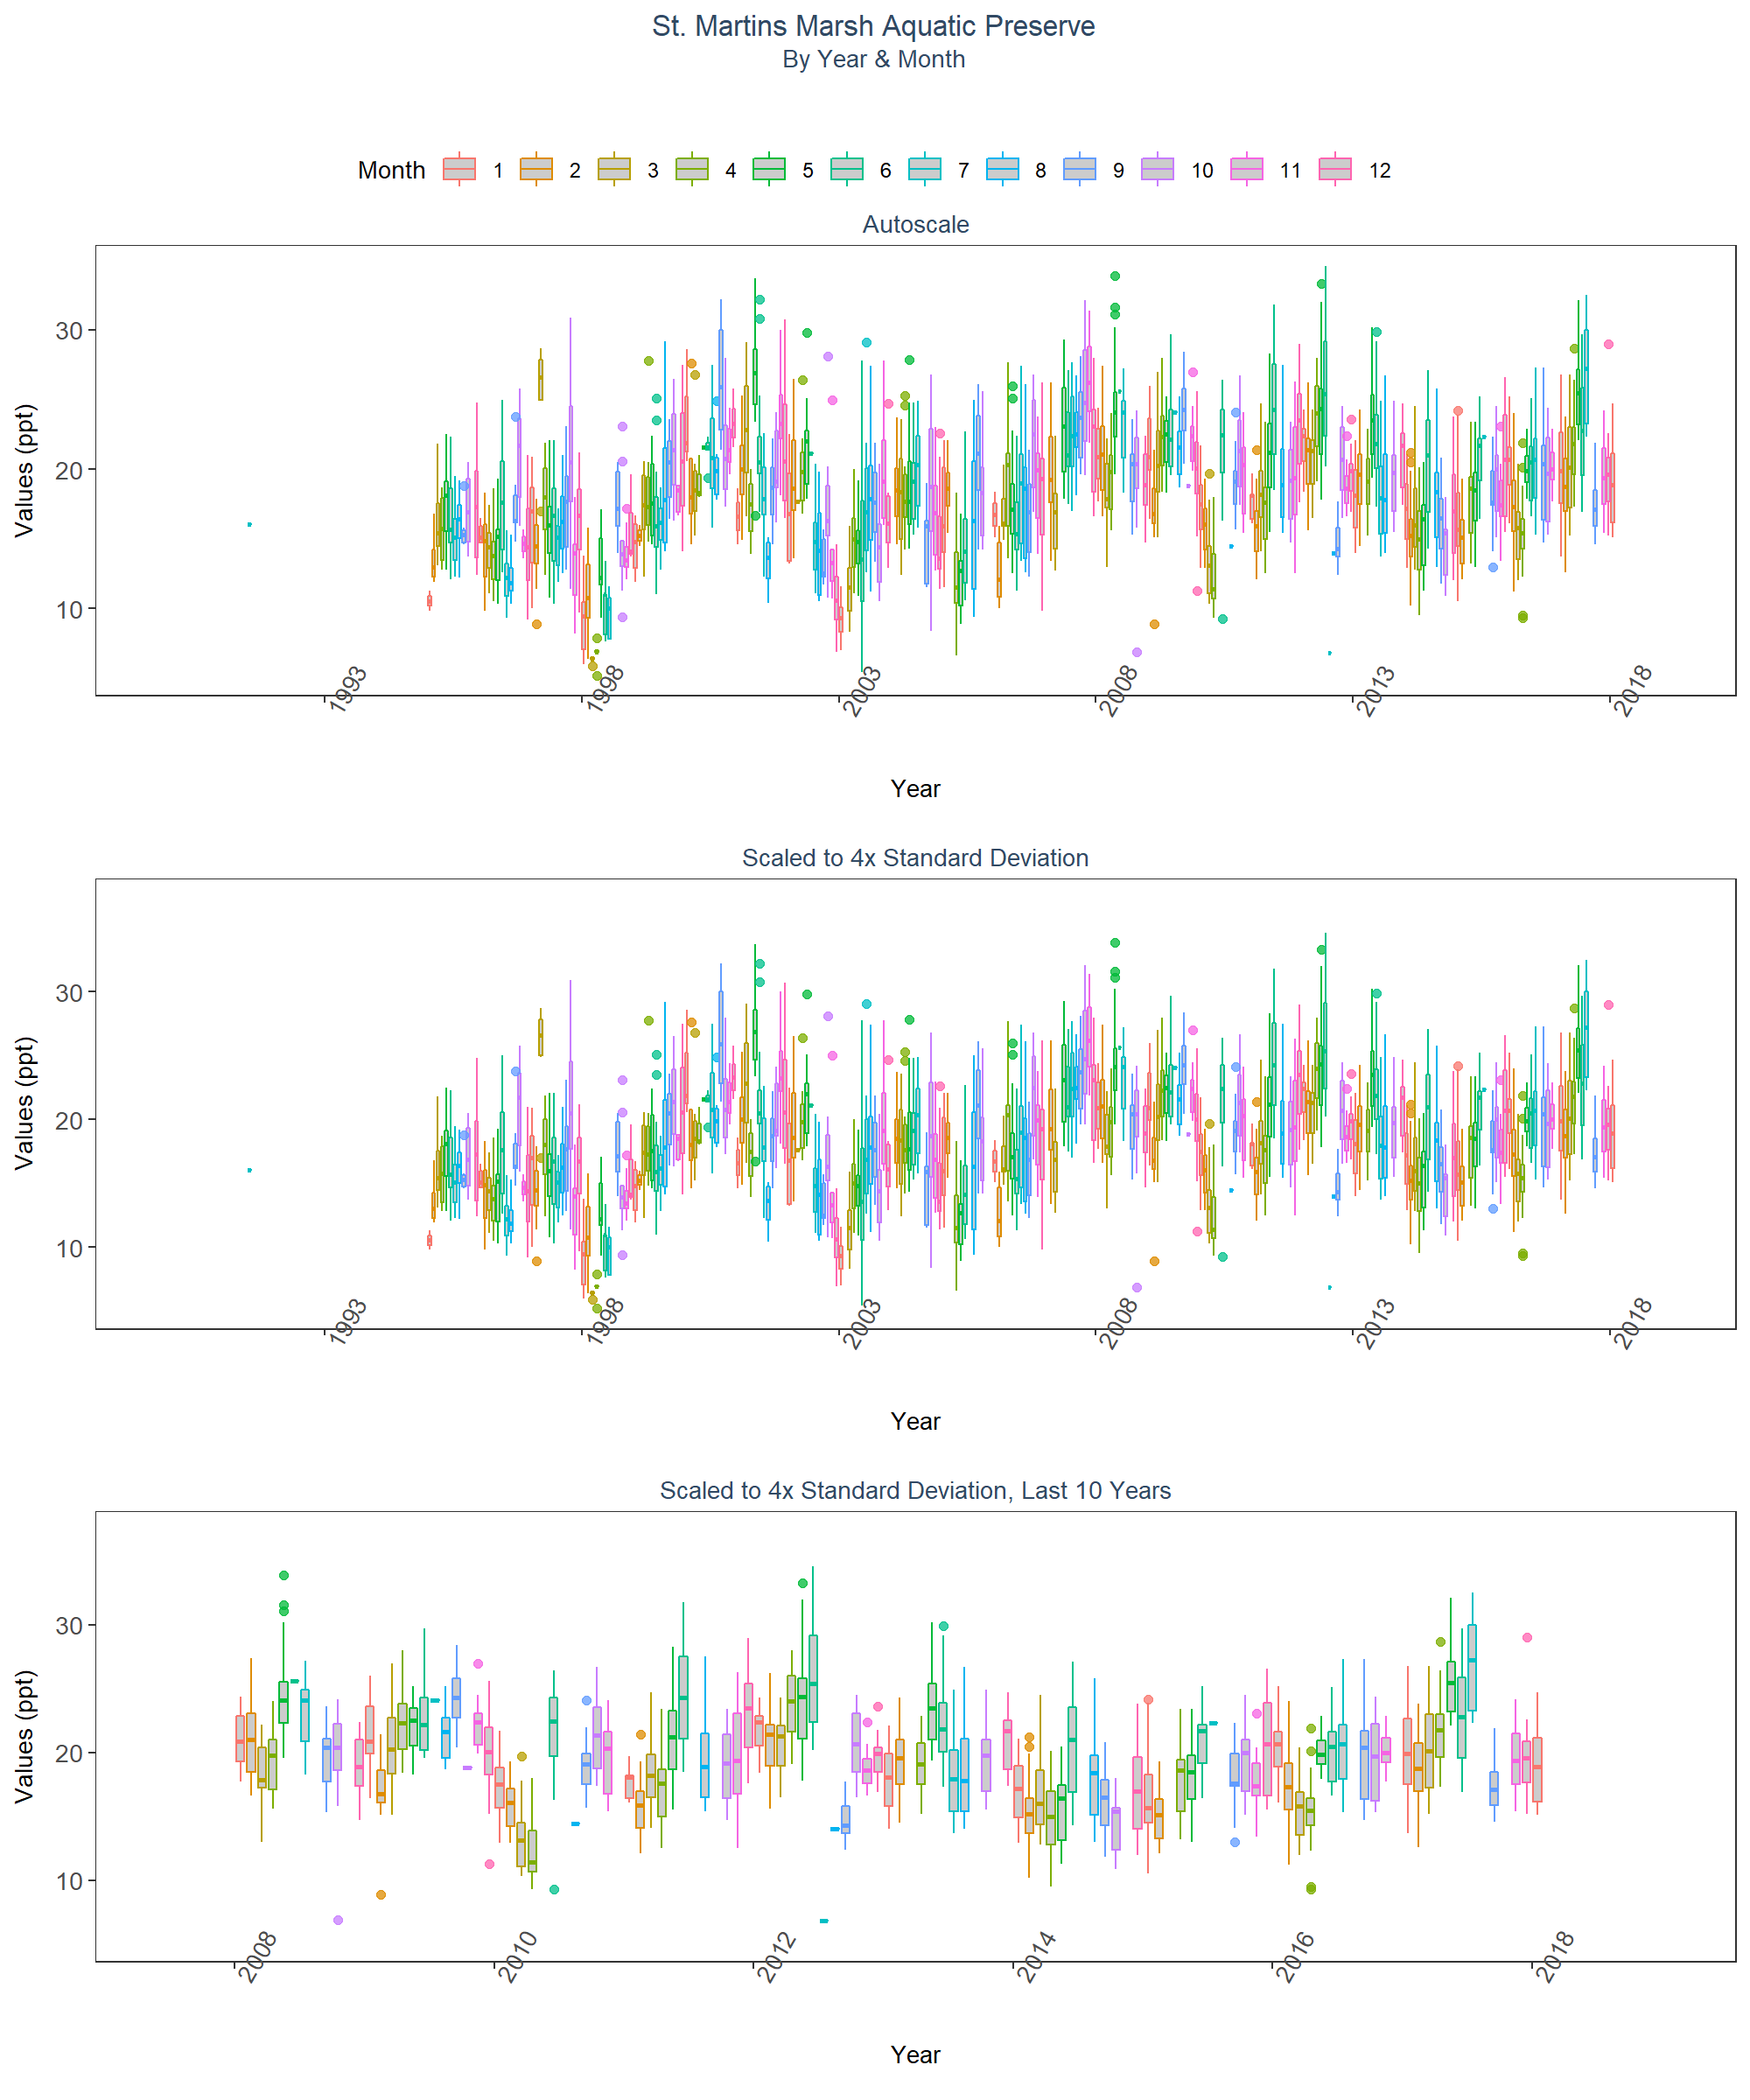 St. Martins Marsh Aquatic Preserve
By Year & Month
Month 1 2 3 4 5 6 7 8 9 10 11 12
Autoscale
Values (ppt)
30
20
10
1993 1998 2003 2008 2013 2018
Year
Scaled to 4x Standard Deviation
Values (ppt)
30
20
10
1993 1998 2003 2008 2013 2018
Year
Scaled to 4x Standard Deviation, Last 10 Years
Values (ppt)
30
20
10
2008 2010 2012 2014 2016 2018
Year